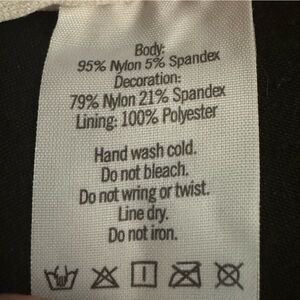 Body:
95% Nylon 5% Spandex
Decoration:
79% Nylon 21% Spandex
Lining: 100% Polyester
Hand wash cold.
Do not bleach.
Do not wring or twist.
Line dry.
Do not iron.